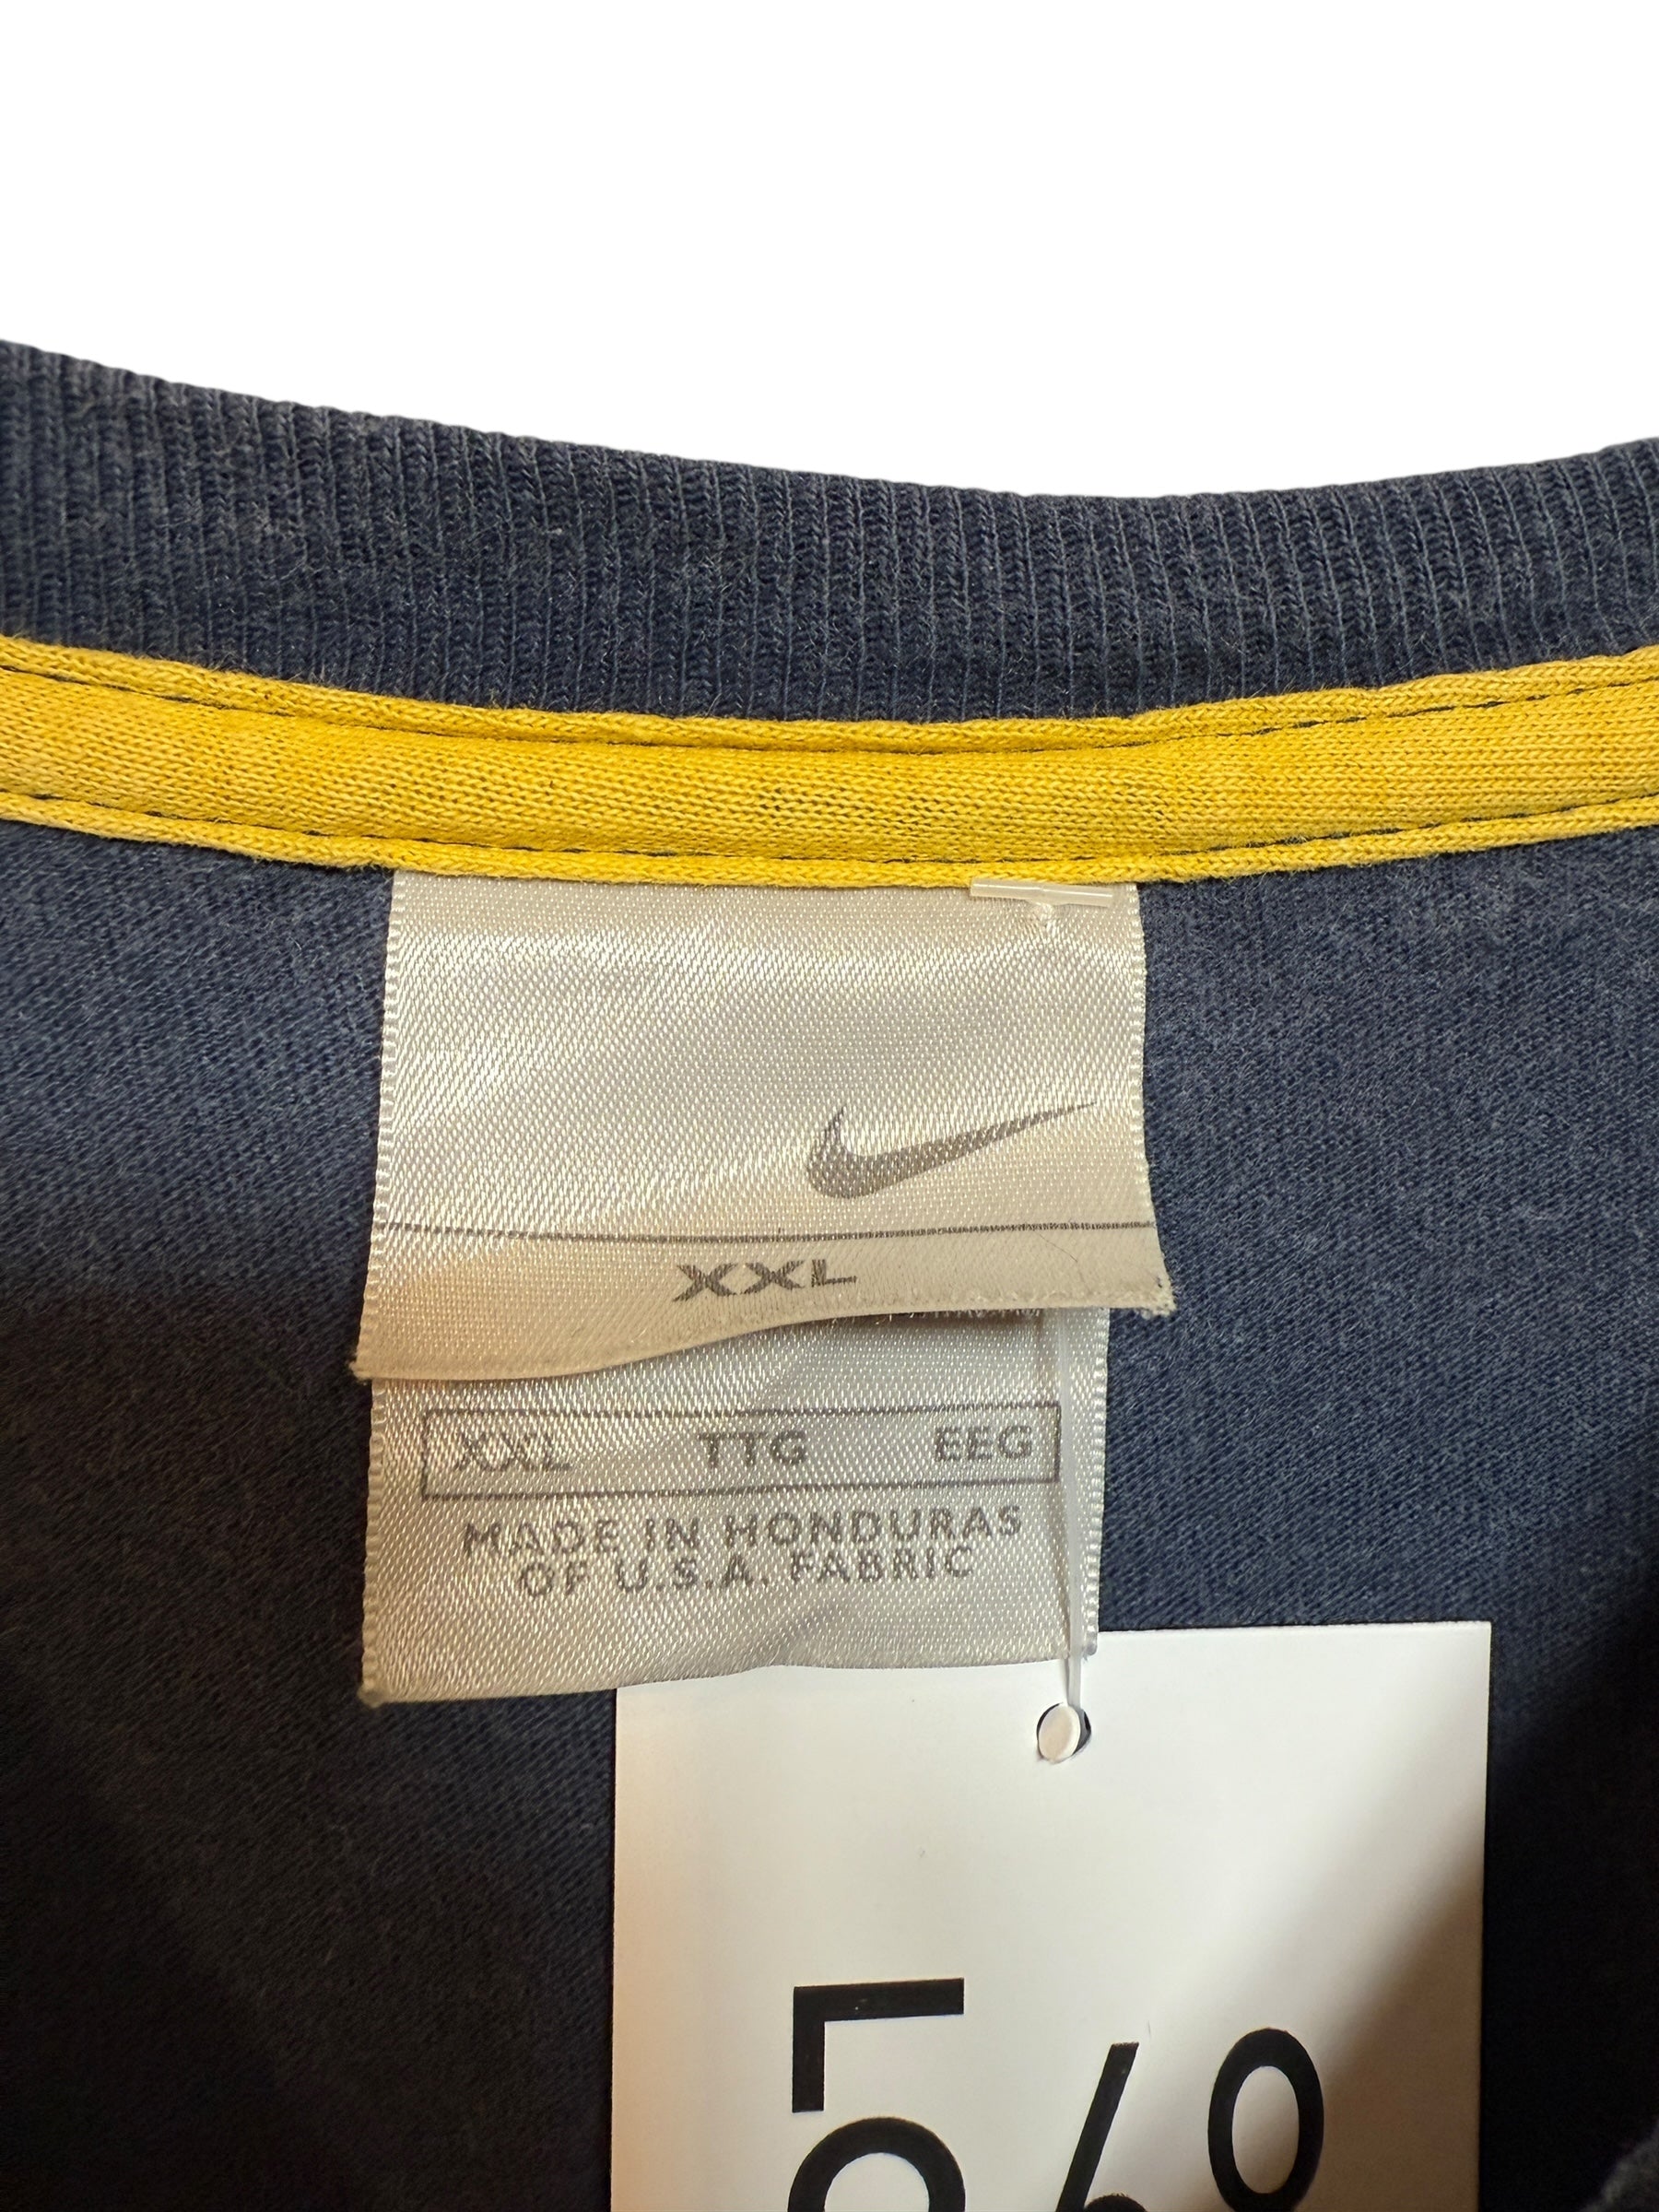 XXL
XXL TTG EEG
MADE IN HONDURAS
OF U.S.A. FABRIC